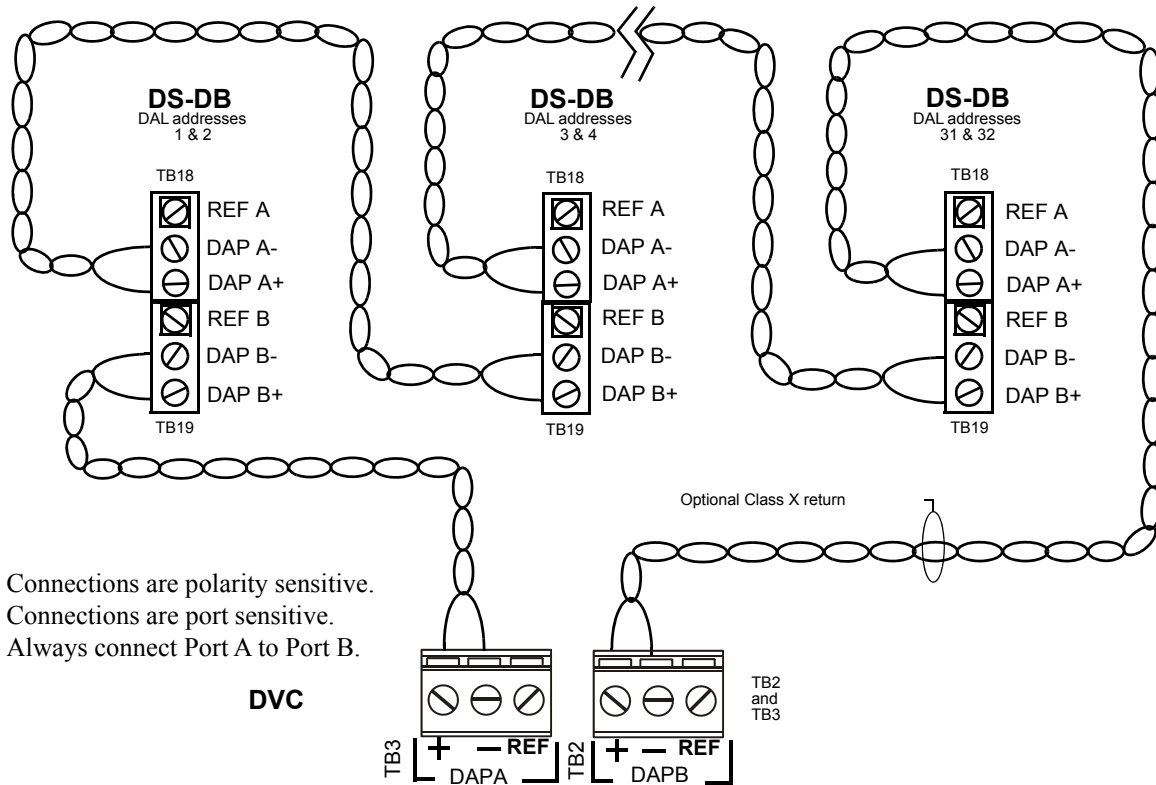 DS-DB
DAL addresses
1 & 2
TB18
REF A
DAP A-
DAP A+
REF B
DAP B-
DAP B+
TB19
DS-DB
DAL addresses
3 & 4
TB18
REF A
DAP A-
DAP A+
REF B
DAP B-
DAP B+
TB19
DS-DB
DAL addresses
31 & 32
TB18
REF A
DAP A-
DAP A+
REF B
DAP B-
DAP B+
TB19
Optional Class X return
Connections are polarity sensitive.
Connections are port sensitive.
Always connect Port A to Port B.
DVC
TB3
+ — REF
DAPA
TB2
+ — REF
DAPB
TB2
and
TB3